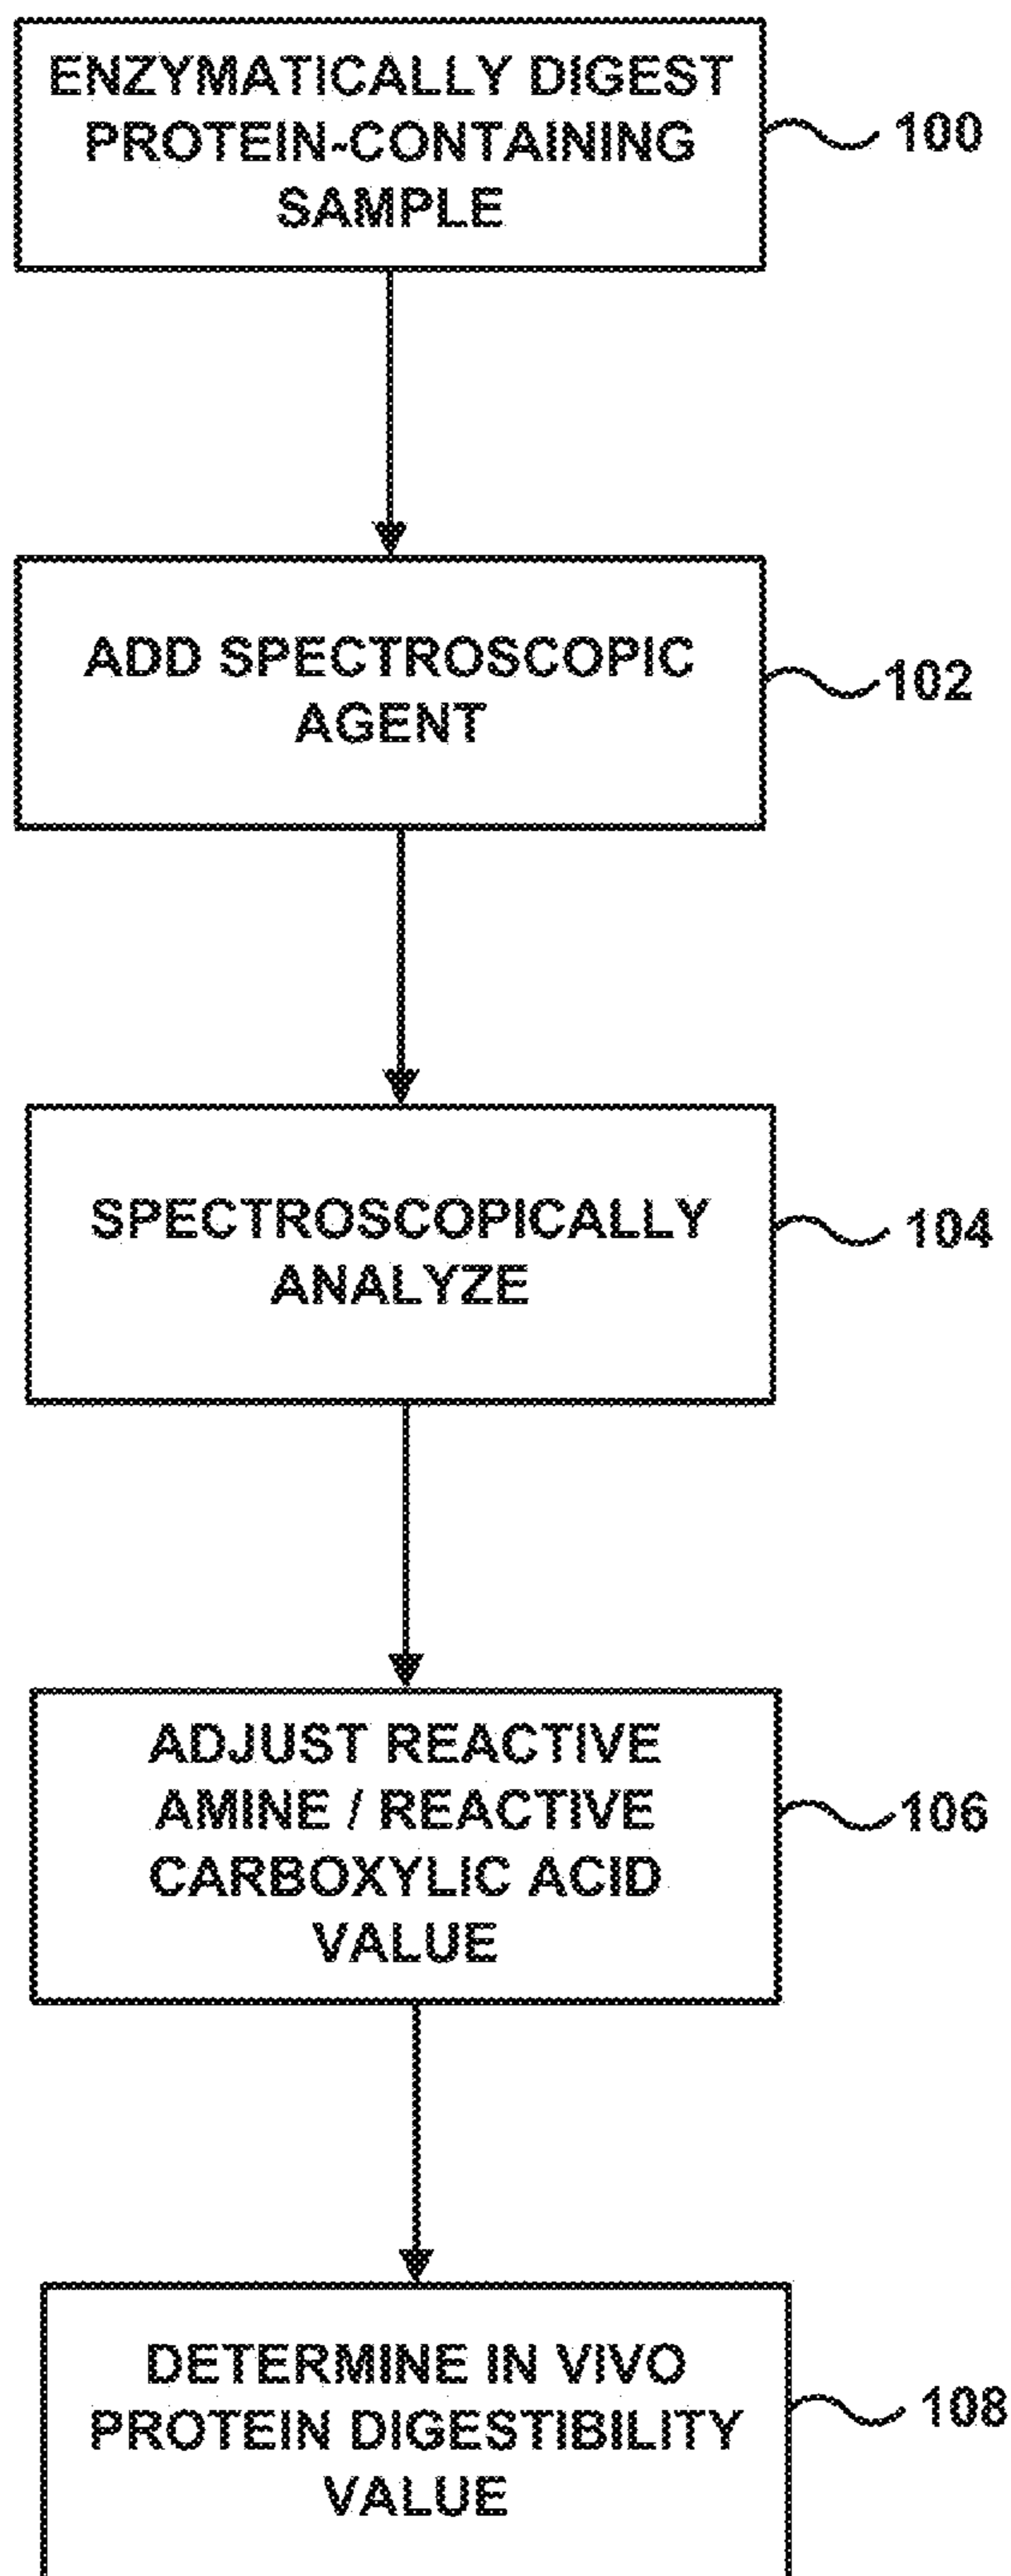 ENZYMATICALLY DIGEST
PROTEIN-CONTAINING
SAMPLE
100
ADD SPECTROSCOPIC
AGENT
102
SPECTROSCOPICALLY
ANALYZE
104
ADJUST REACTIVE
AMINE / REACTIVE
CARBOXYLIC ACID
VALUE
106
DETERMINE IN VIVO
PROTEIN DIGESTIBILITY
VALUE
108